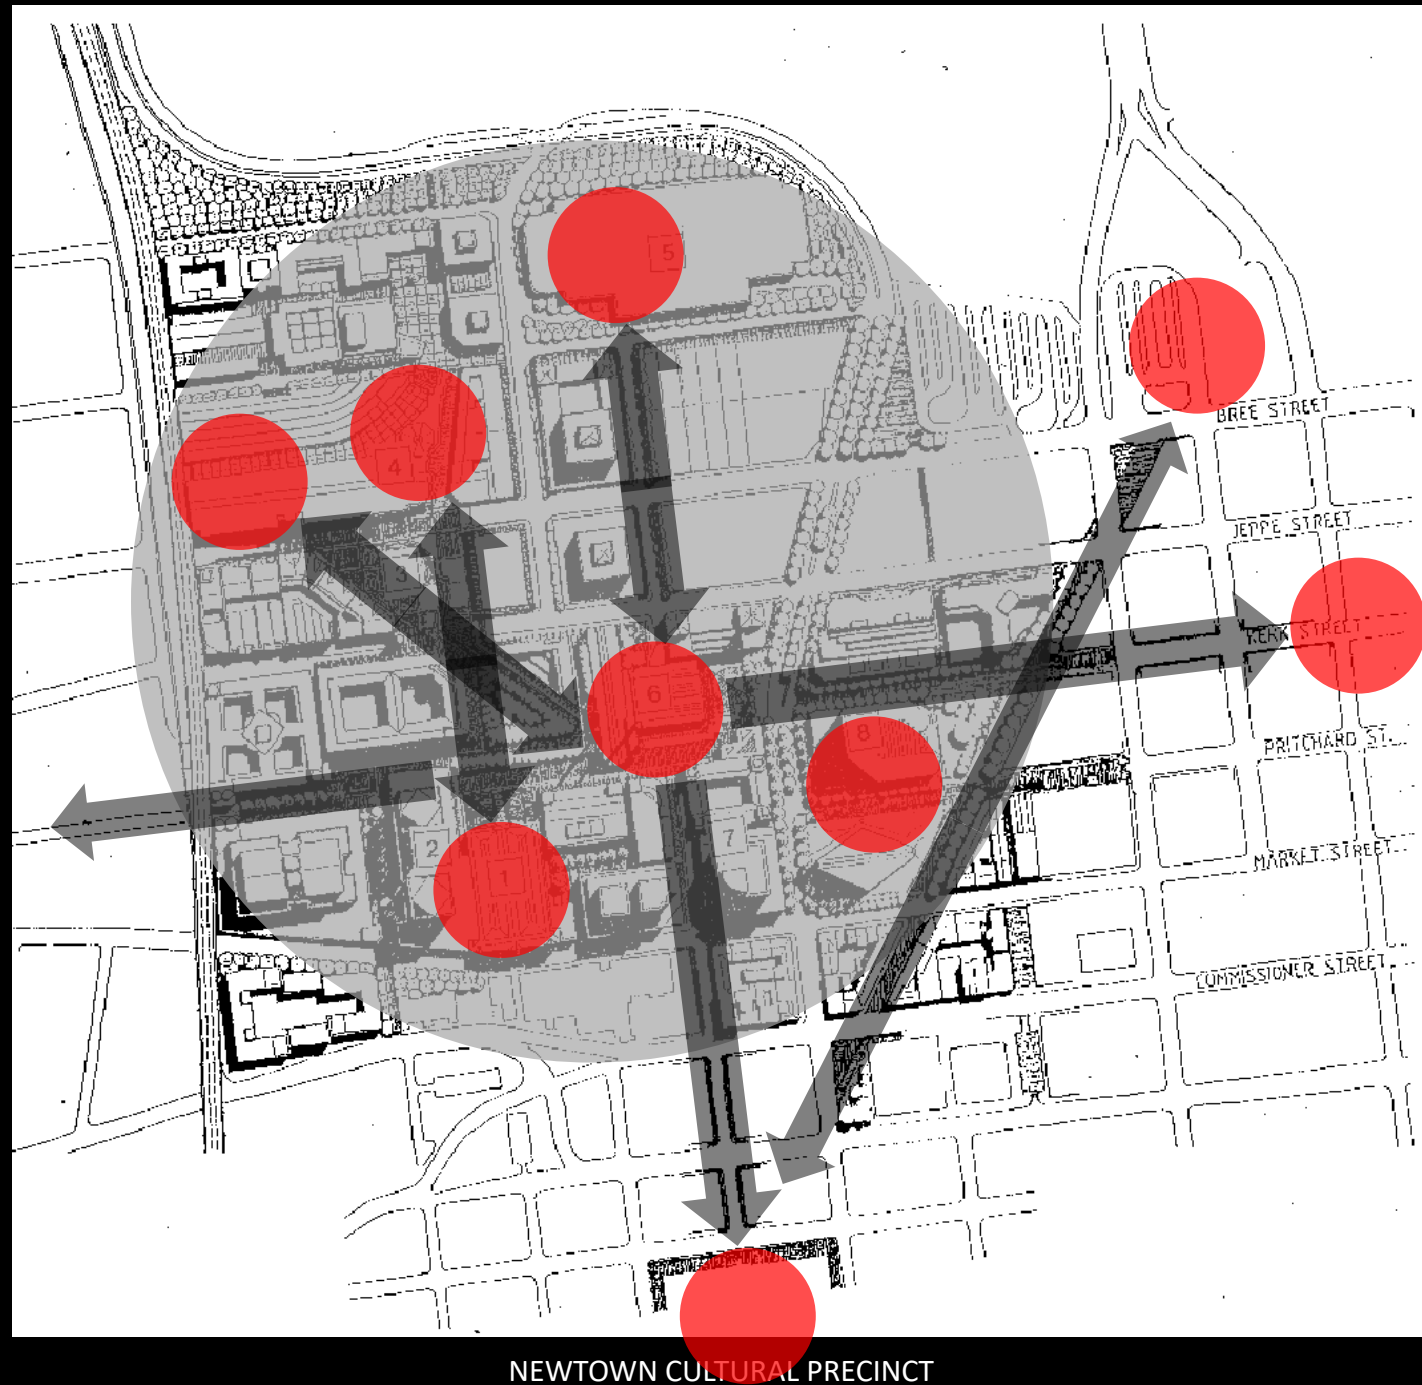 5
BREE STREET
4
JEPPE STREET
3
KERK STREET
6
8
PRITCHARD ST.
7
2
MARKET STREET
1
COMMISSIONER STREET
NEWTOWN CULTURAL PRECINCT